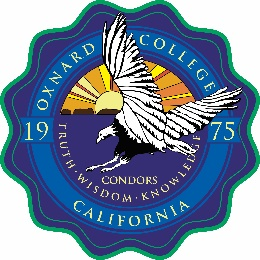 OXNARD COLLEGE
19 75
TRUTH · WISDOM · KNOWLEDGE
CONDORS
CALIFORNIA